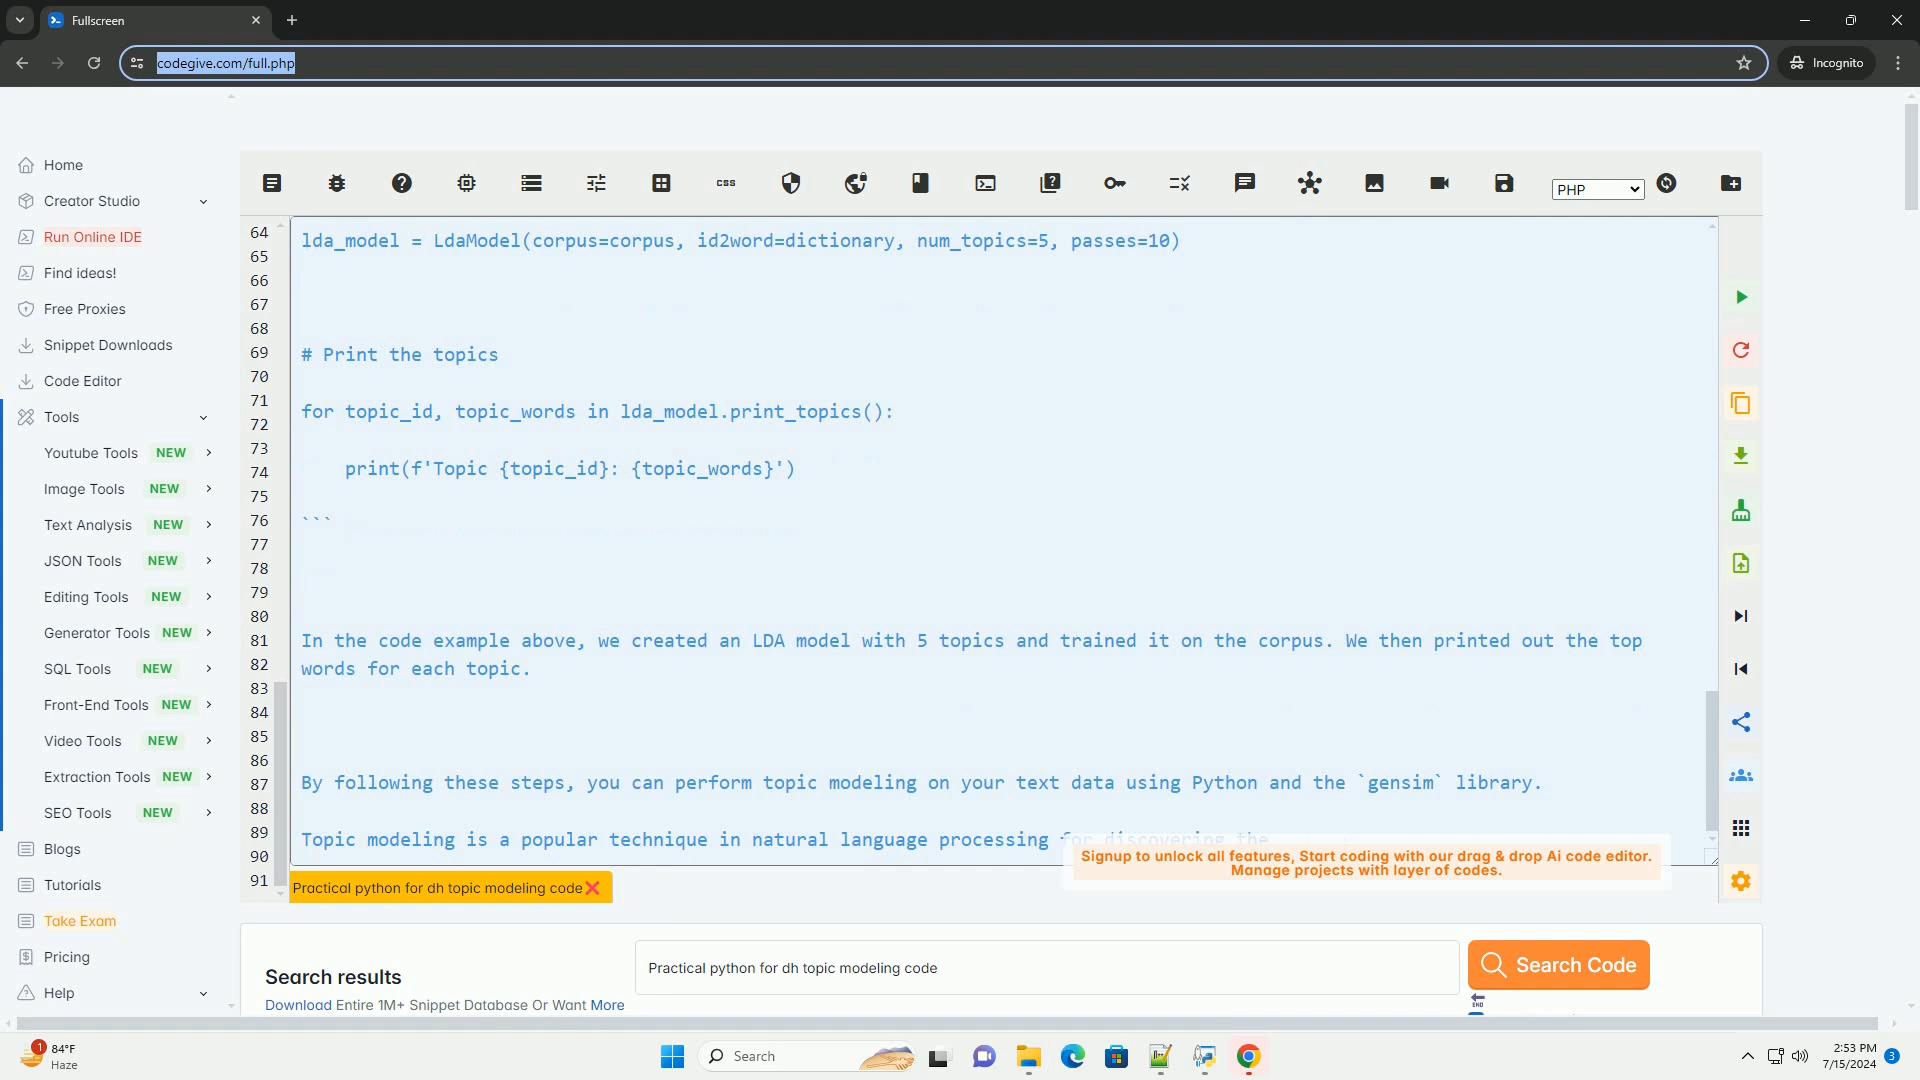 Fullscreen
codegive.com/full.php
Incognito
Home
Creator Studio
Run Online IDE
Find ideas!
Free Proxies
Snippet Downloads
Code Editor
Tools
Youtube Tools NEW
Image Tools NEW
Text Analysis NEW
JSON Tools NEW
Editing Tools NEW
Generator Tools NEW
SQL Tools NEW
Front-End Tools NEW
Video Tools NEW
Extraction Tools NEW
SEO Tools NEW
Blogs
Tutorials
Take Exam
Pricing
Help
css
PHP
64
65
66
67
68
69
70
71
72
73
74
75
76
77
78
79
80
81
82
83
84
85
86
87
88
89
90
91
lda_model = LdaModel(corpus=corpus, id2word=dictionary, num_topics=5, passes=10)
# Print the topics
for topic_id, topic_words in lda_model.print_topics():
print(f'Topic {topic_id}: {topic_words}')
```
In the code example above, we created an LDA model with 5 topics and trained it on the corpus. We then printed out the top
words for each topic.
By following these steps, you can perform topic modeling on your text data using Python and the `gensim` library.
Topic modeling is a popular technique in natural language processing for discovering the
Signup to unlock all features, Start coding with our drag & drop Ai code editor.
Manage projects with layer of codes.
Practical python for dh topic modeling code
Search results
Download Entire 1M+ Snippet Database Or Want More
Practical python for dh topic modeling code
Search Code
END
1
84°F
Haze
Search
2:53 PM
7/15/2024
3